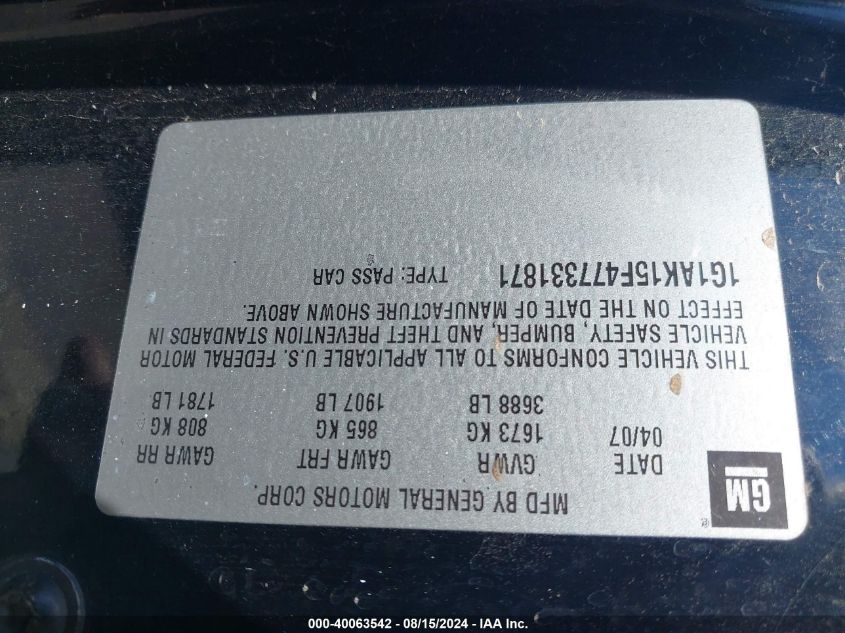 MFD BY GENERAL MOTORS CORP.
GM
DATE GVWR GAWR FRT GAWR RR
04/07 1673 KG 865 KG 808 KG
3688 LB 1907 LB 1781 LB
THIS VEHICLE CONFORMS TO ALL APPLICABLE U.S. FEDERAL MOTOR
VEHICLE SAFETY, BUMPER, AND THEFT PREVENTION STANDARDS IN
EFFECT ON THE DATE OF MANUFACTURE SHOWN ABOVE.
1G1AK15F477331871 TYPE: PASS CAR
000-40063542 - 08/15/2024 - IAA Inc.